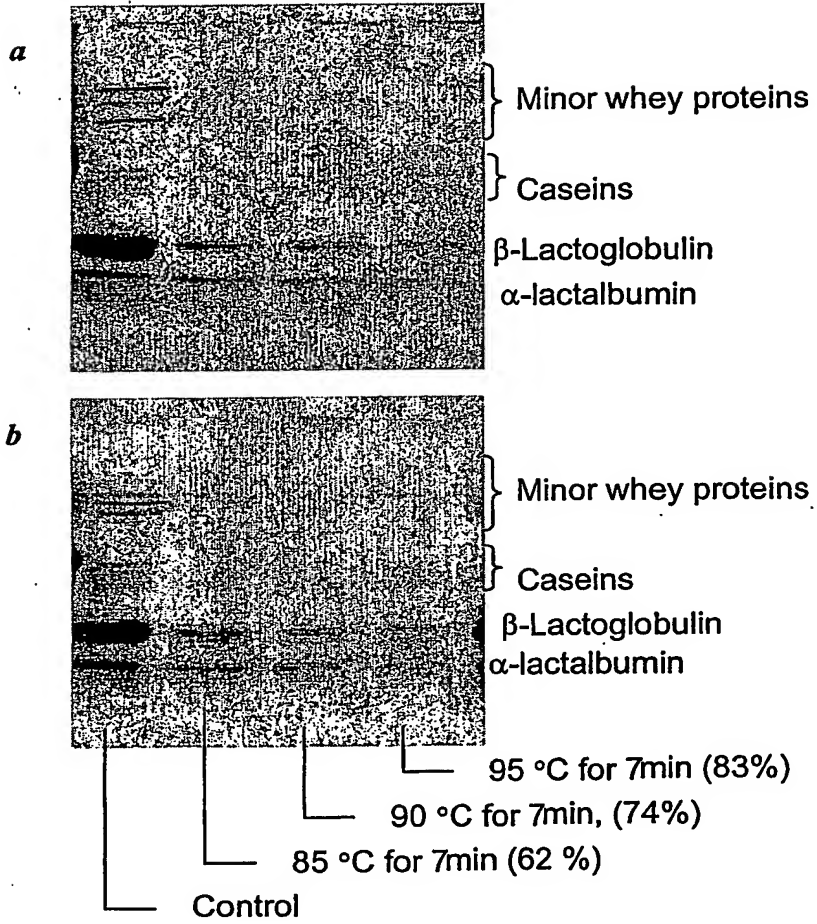 a
Minor whey proteins
Caseins
β-Lactoglobulin
α-lactalbumin
b
Minor whey proteins
Caseins
β-Lactoglobulin
α-lactalbumin
95 °C for 7min (83%)
90 °C for 7min, (74%)
85 °C for 7min (62 %)
Control